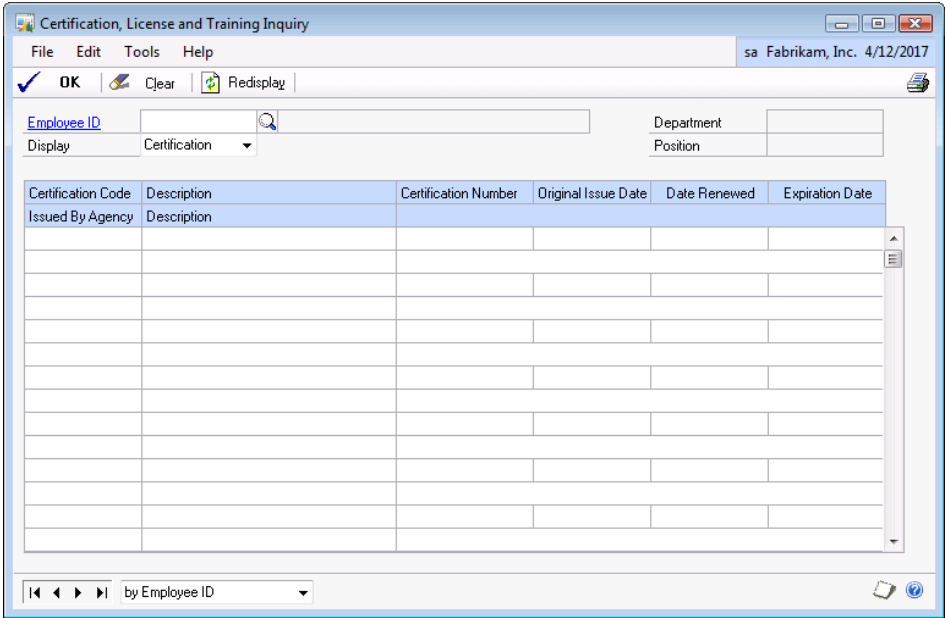 Certification, License and Training Inquiry
File Edit Tools Help sa Fabrikam, Inc. 4/12/2017
OK Clear Redisplay
Employee ID Department
Display Certification Position
Certification Code Description Certification Number Original Issue Date Date Renewed Expiration Date
Issued By Agency Description
by Employee ID